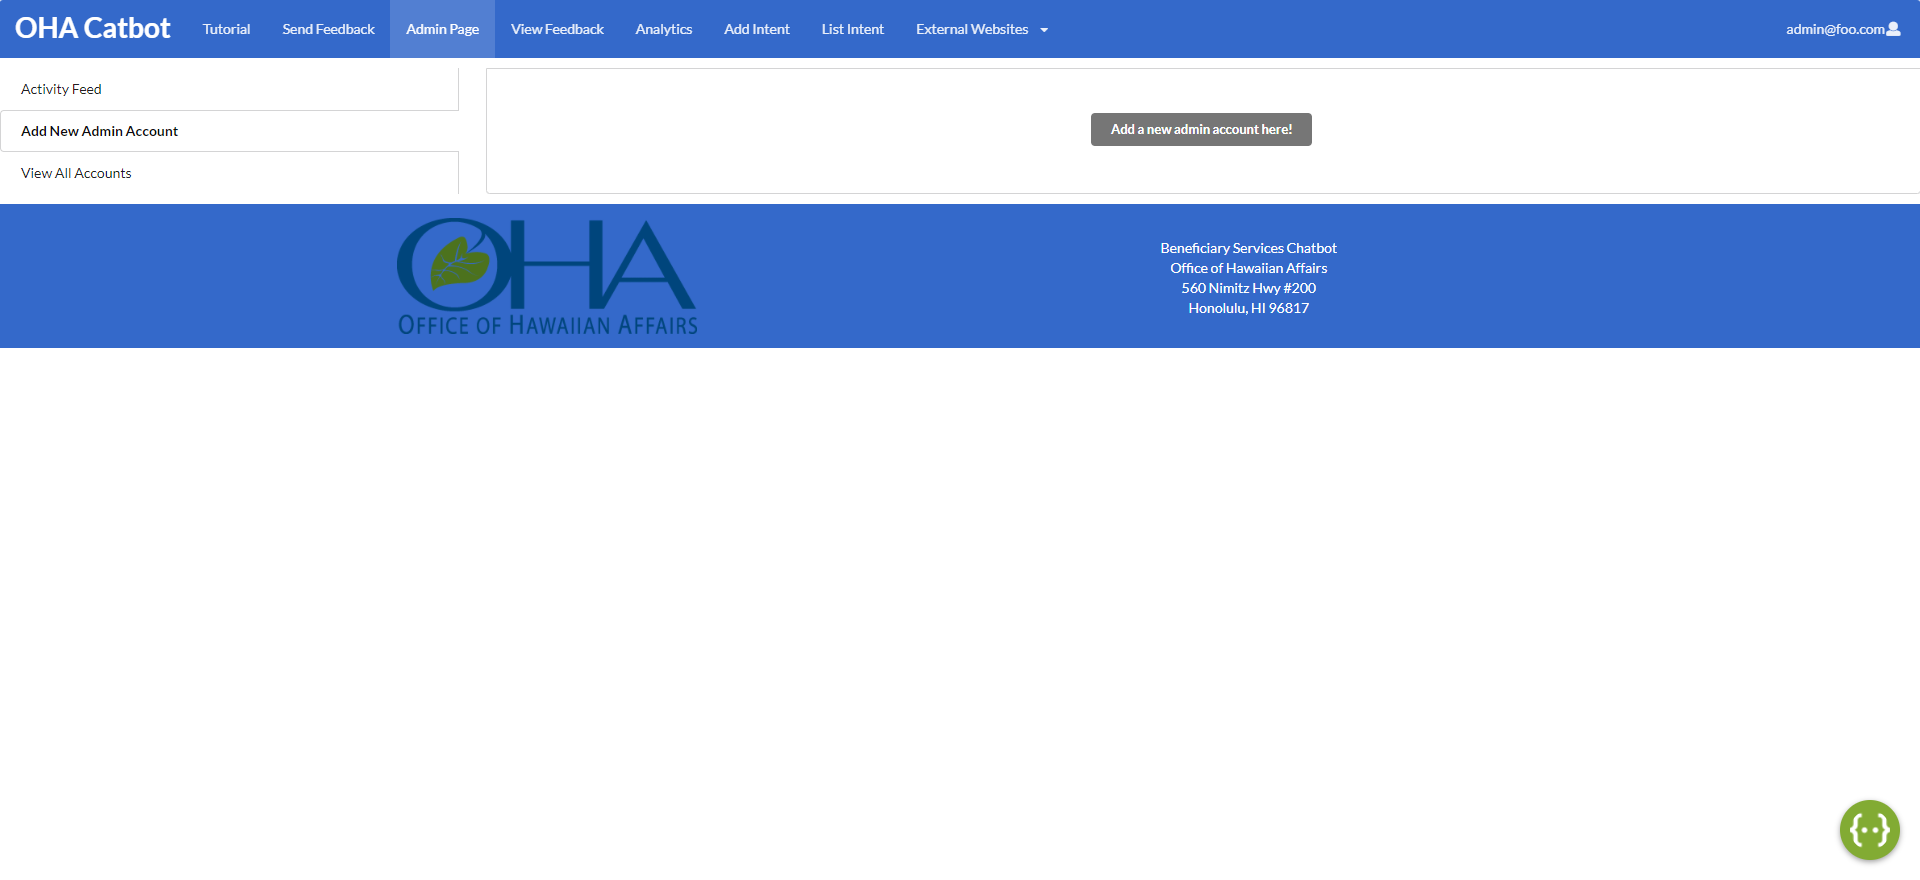 OHA Catbot
Tutorial
Send Feedback
Admin Page
View Feedback
Analytics
Add Intent
List Intent
External Websites
admin@foo.com
Activity Feed
Add New Admin Account
View All Accounts
Add a new admin account here!
OHA
OFFICE OF HAWAIIAN AFFAIRS
Beneficiary Services Chatbot
Office of Hawaiian Affairs
560 Nimitz Hwy #200
Honolulu, HI 96817
{··}